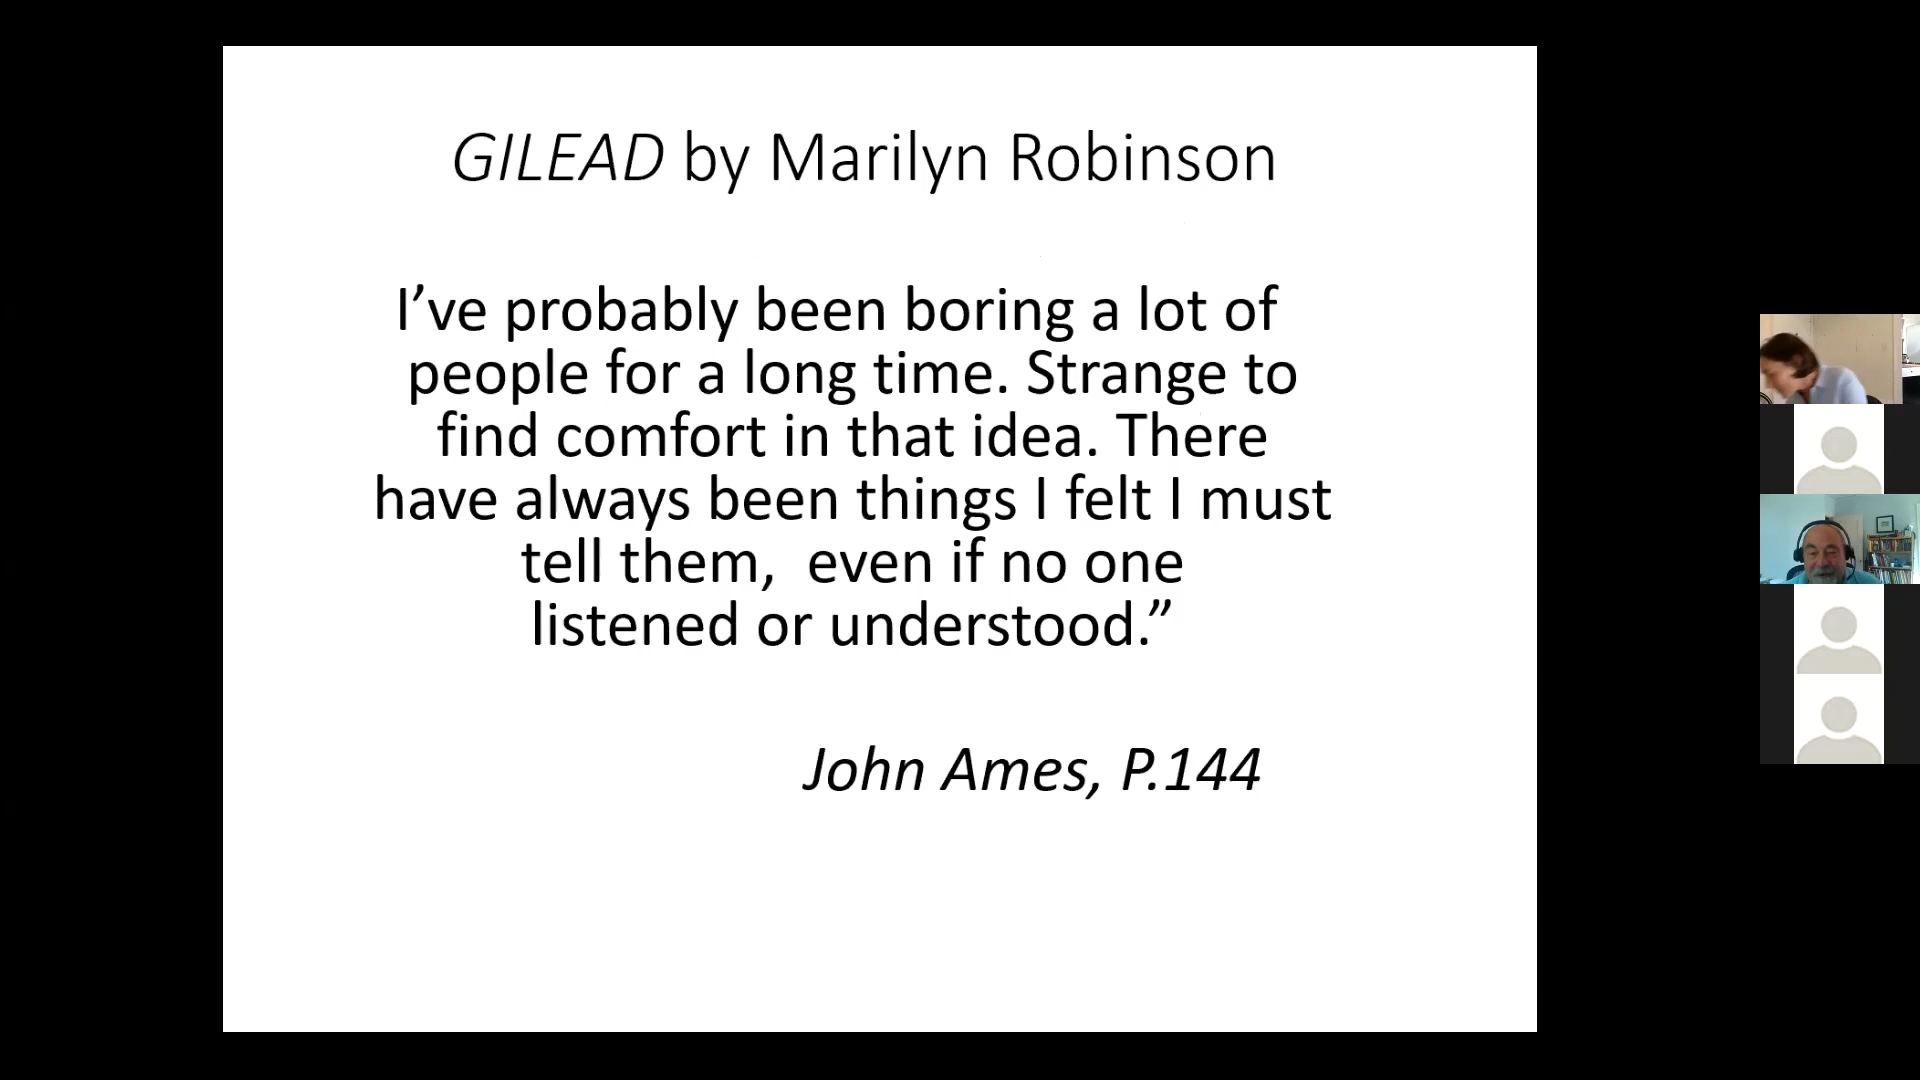 GILEAD by Marilyn Robinson
I’ve probably been boring a lot of
people for a long time. Strange to
find comfort in that idea. There
have always been things I felt I must
tell them,  even if no one
listened or understood.”
John Ames, P.144